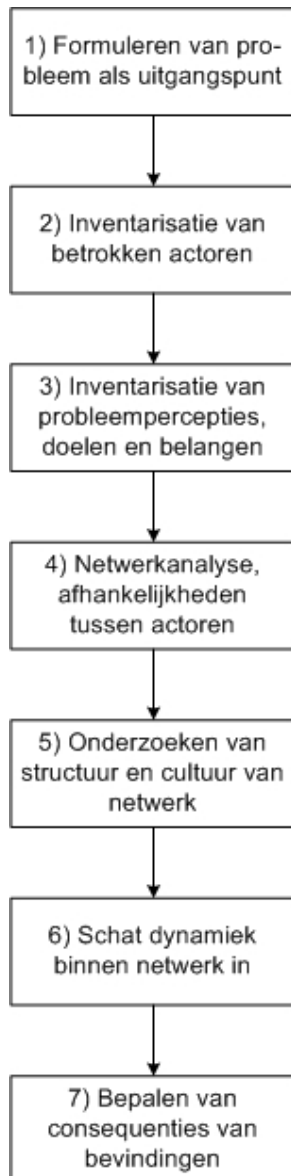 1) Formuleren van pro-
bleem als uitgangspunt
2) Inventarisatie van
betrokken actoren
3) Inventarisatie van
probleempercepties,
doelen en belangen
4) Netwerkanalyse,
afhankelijkheden
tussen actoren
5) Onderzoeken van
structuur en cultuur van
netwerk
6) Schat dynamiek
binnen netwerk in
7) Bepalen van
consequenties van
bevindingen